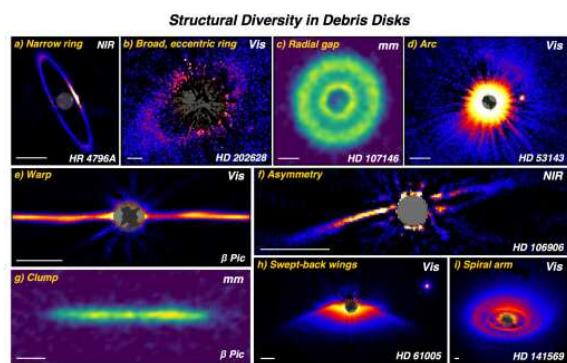 Structural Diversity in Debris Disks
a) Narrow ring NIR
HR 4796A
b) Broad, eccentric ring Vis
HD 202628
c) Radial gap mm
HD 107146
d) Arc Vis
HD 53143
e) Warp Vis
β Pic
f) Asymmetry NIR
HD 106906
g) Clump mm
β Pic
h) Swept-back wings Vis
HD 61005
i) Spiral arm Vis
HD 141569